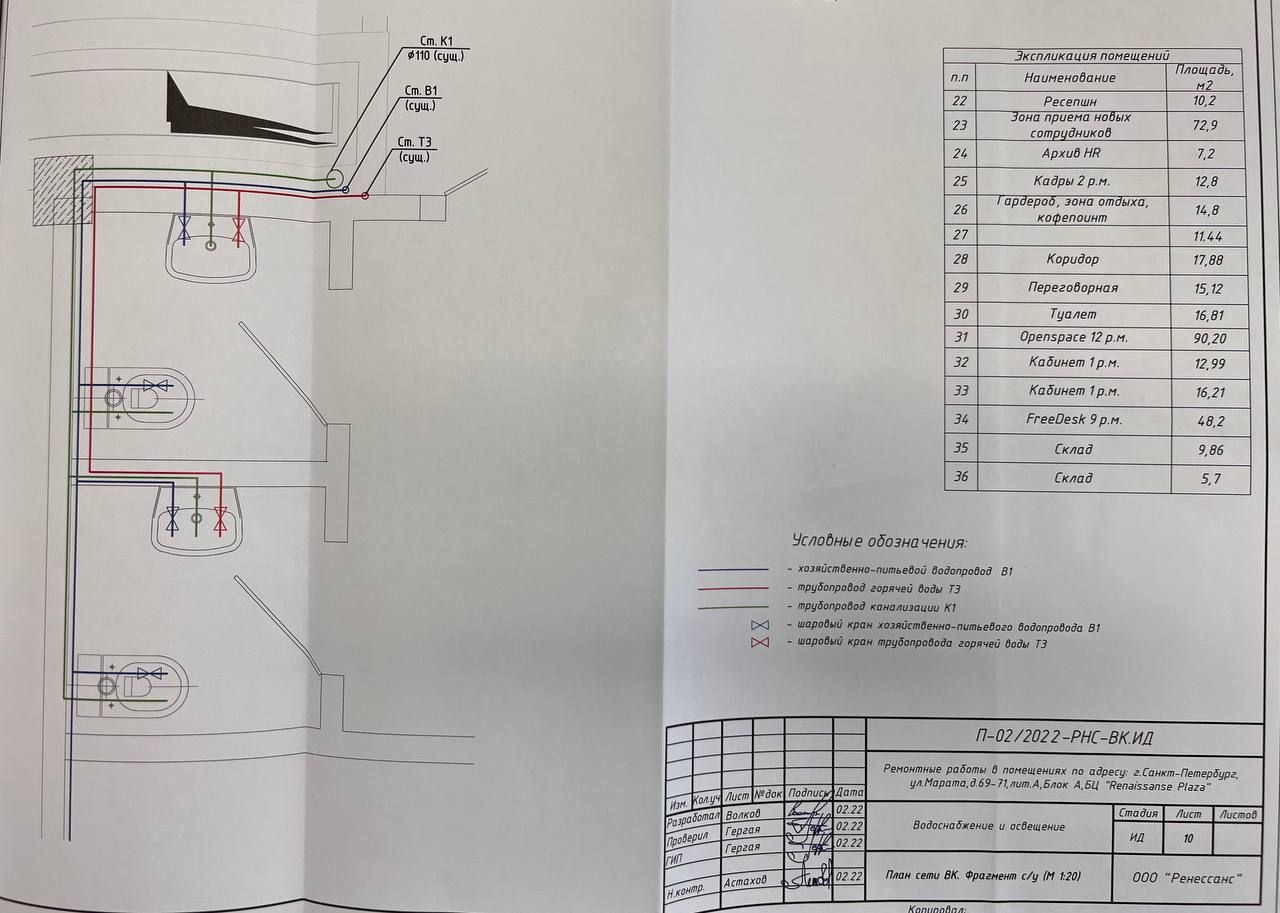 Ст. К1
ø110 (сущ.)
Ст. В1
(сущ.)
Ст. Т3
(сущ.)
Экспликация помещений
п.п Наименование Площадь, м2
22 Ресепшн 10,2
23 Зона приема новых сотрудников 72,9
24 Архив HR 7,2
25 Кадры 2 р.м. 12,8
26 Гардероб, зона отдыха, кофепоинт 14,8
27 11.44
28 Коридор 17,88
29 Переговорная 15,12
30 Туалет 16,81
31 Openspace 12 р.м. 90,20
32 Кабинет 1 р.м. 12,99
33 Кабинет 1 р.м. 16,21
34 FreeDesk 9 р.м. 48,2
35 Склад 9,86
36 Склад 5,7
Условные обозначения:
- хозяйственно-питьевой водопровод В1
- трубопровод горячей воды Т3
- трубопровод канализации К1
- шаровый кран хозяйственно-питьевого водопровода В1
- шаровый кран трубопровода горячей воды Т3
П-02/2022-РНС-ВК.ИД
Ремонтные работы в помещениях по адресу: г.Санкт-Петербург,
ул.Марата,д.69-71,лит.А,Блок А,БЦ "Renaissanse Plaza"
Изм. Кол.уч Лист №док Подпись Дата
Разработал Волков 02.22
Проверил Гергая 02.22
ГИП Гергая 02.22
Н.контр. Астахов 02.22
Водоснабжение и освещение
Стадия Лист Листов
ИД 10
План сети ВК. Фрагмент с/у (М 1:20)
ООО "Ренессанс"
Копировал: